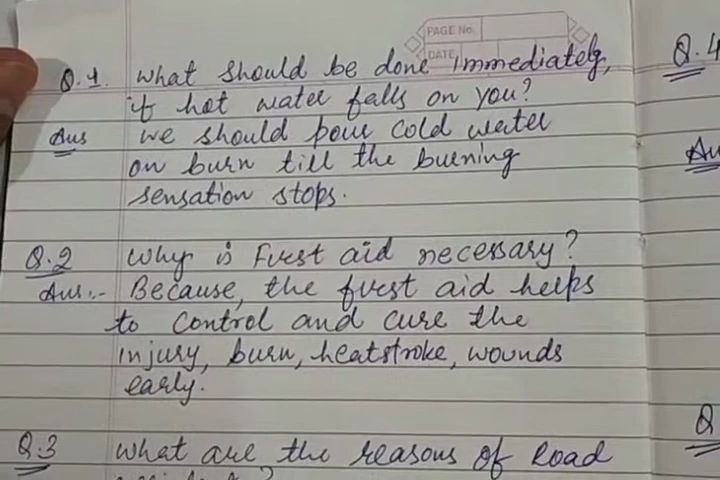 PAGE No.
DATE
Q.1. What should be done immediately,
if hot water falls on you?
Ans we should pour cold water
on burn till the burning
sensation stops.
Q.2 Why is First aid necessary?
Ans:- Because, the first aid helps
to control and cure the
injury, burn, heatstroke, wounds
early.
Q.3 What are the reasons of Road
Q.4
An
Q